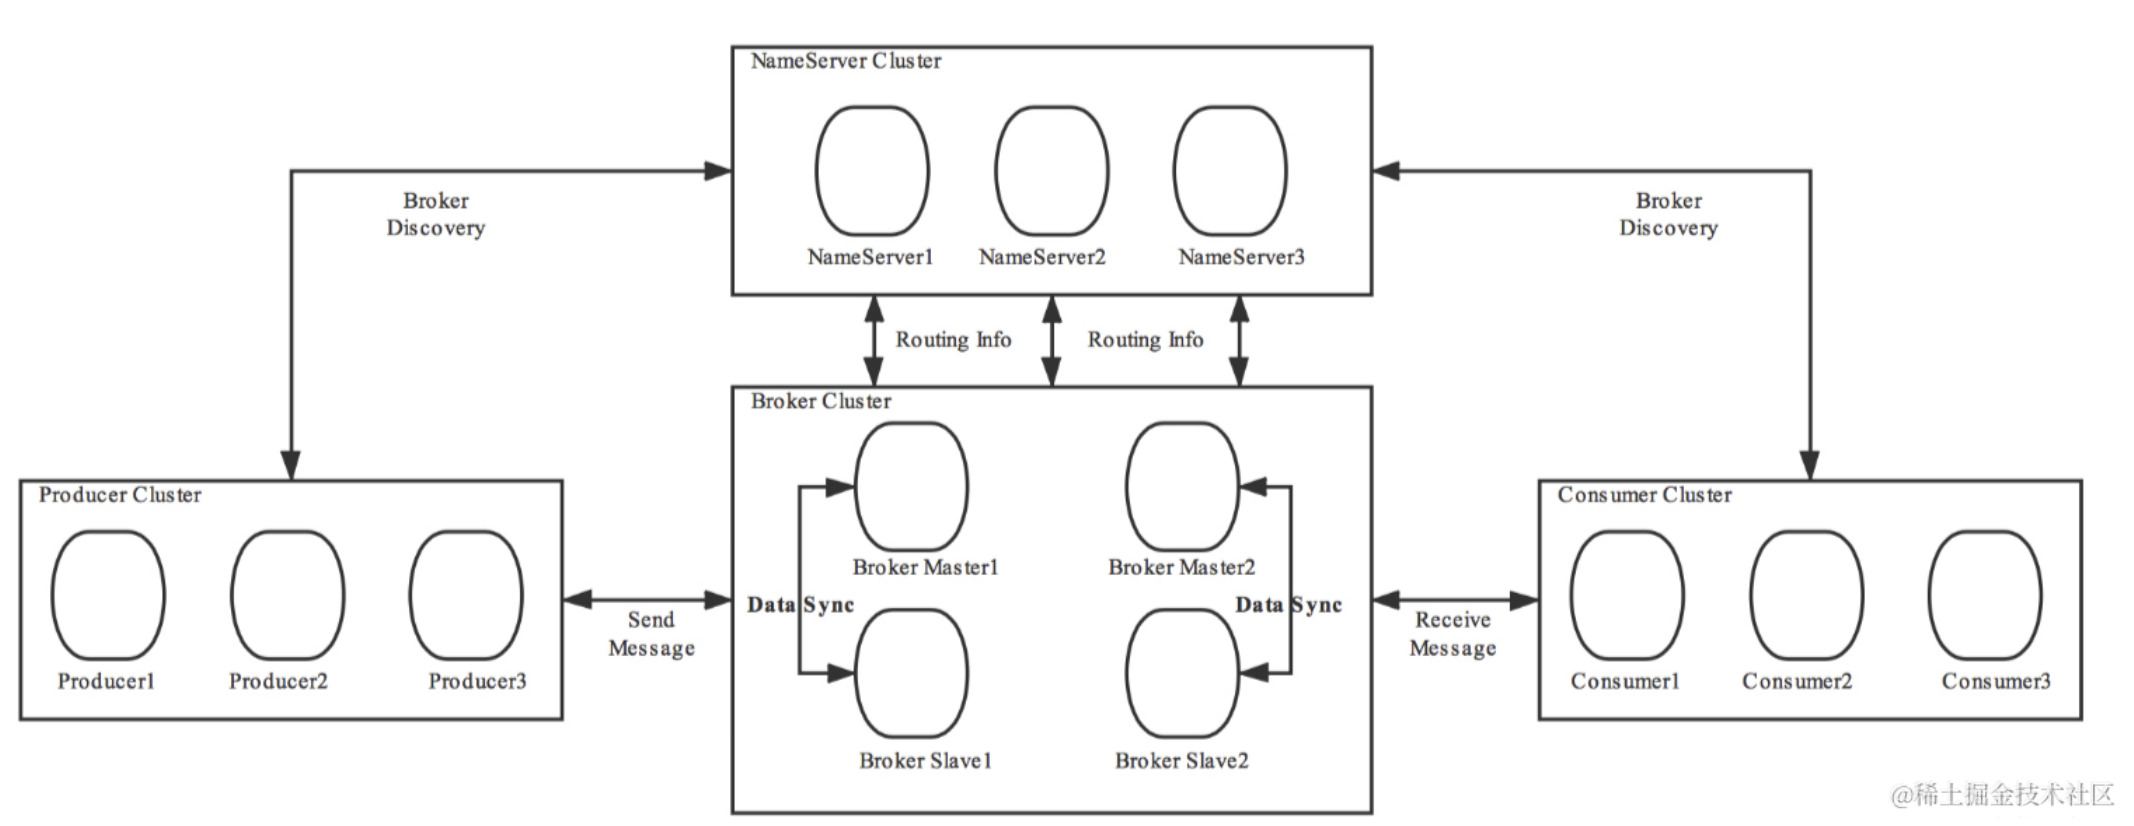 NameServer Cluster
NameServer1
NameServer2
NameServer3
Broker
Discovery
Broker
Discovery
Routing Info
Routing Info
Broker Cluster
Broker Master1
Broker Master2
Data Sync
Data Sync
Broker Slave1
Broker Slave2
Producer Cluster
Producer1
Producer2
Producer3
Send
Message
Receive
Message
Consumer Cluster
Consumer1
Consumer2
Consumer3
@稀土掘金技术社区